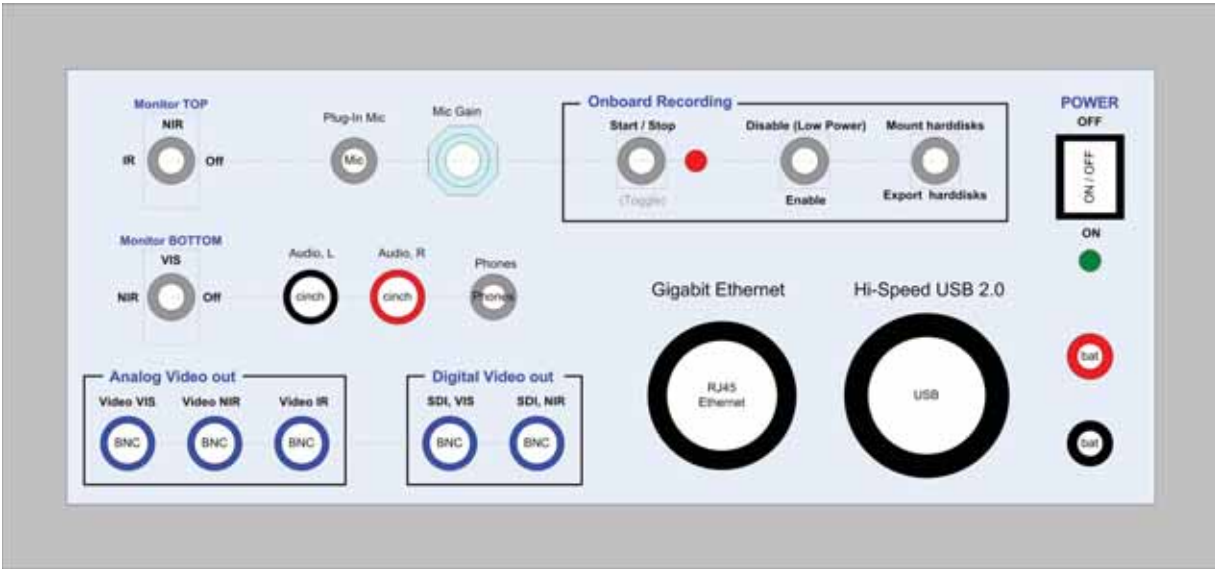 Monitor TOP
NIR
IR
Off
Plug-In Mic
Mic
Mic Gain
Onboard Recording
Start / Stop
(Toggle)
Disable (Low Power)
Enable
Mount harddisks
Export harddisks
POWER
OFF
ON / OFF
ON
Monitor BOTTOM
VIS
NIR
Off
Audio, L
cinch
Audio, R
cinch
Phones
Phones
Gigabit Ethernet
RJ45
Ethernet
Hi-Speed USB 2.0
USB
bat
bat
Analog Video out
Video VIS
Video NIR
Video IR
BNC
BNC
BNC
Digital Video out
SDI, VIS
SDI, NIR
BNC
BNC